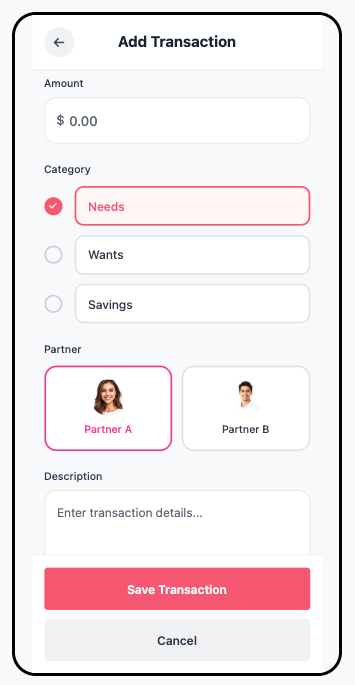 Add Transaction
Amount
$ 0.00
Category
Needs
Wants
Savings
Partner
Partner A
Partner B
Description
Enter transaction details...
Save Transaction
Cancel